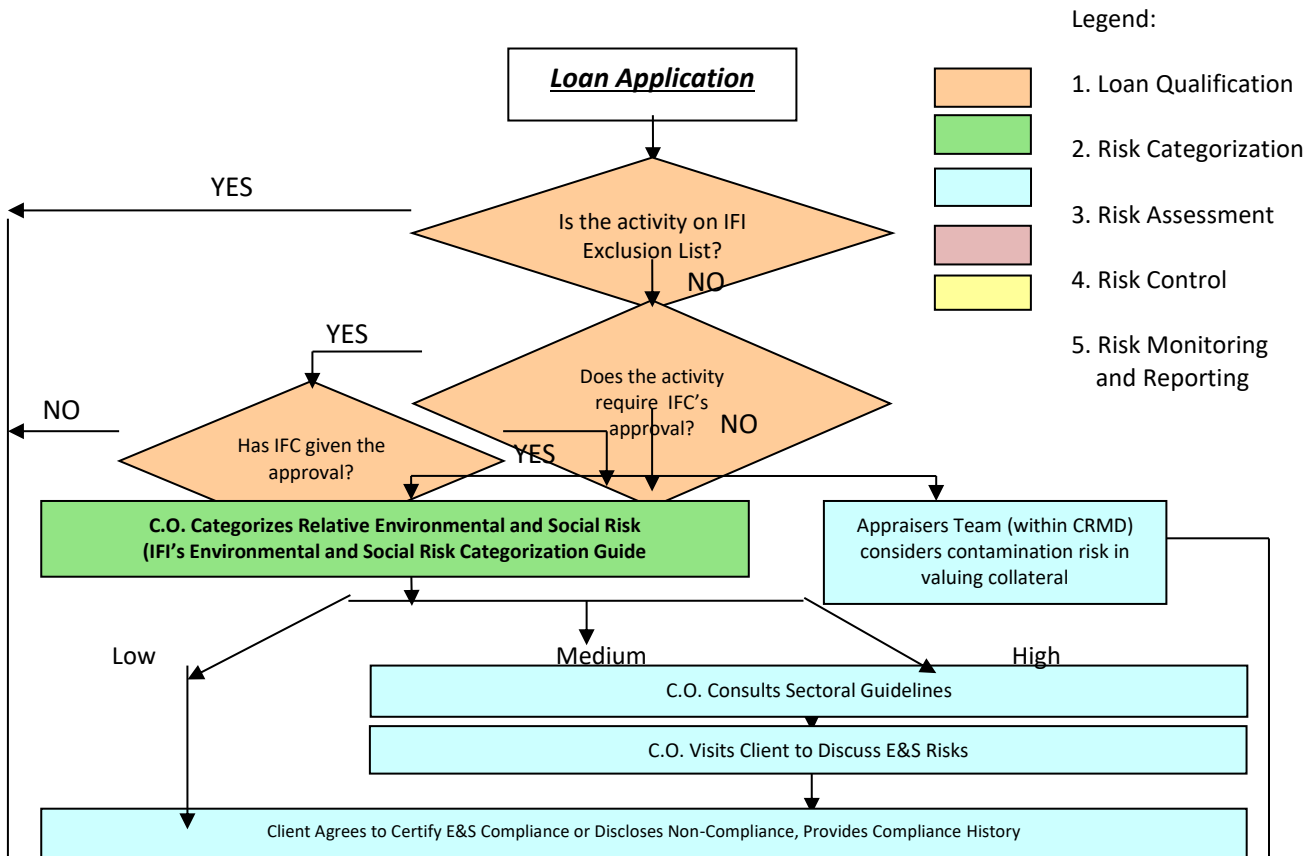 Legend:
Loan Application
1. Loan Qualification
2. Risk Categorization
YES
3. Risk Assessment
Is the activity on IFI
Exclusion List?
NO
4. Risk Control
YES
5. Risk Monitoring
and Reporting
Does the activity
require IFC's
approval?
NO
NO
Has IFC given the
approval?
YES
C.O. Categorizes Relative Environmental and Social Risk
(IFI's Environmental and Social Risk Categorization Guide
Appraisers Team (within CRMD)
considers contamination risk in
valuing collateral
Low
Medium
High
C.O. Consults Sectoral Guidelines
C.O. Visits Client to Discuss E&S Risks
Client Agrees to Certify E&S Compliance or Discloses Non-Compliance, Provides Compliance History